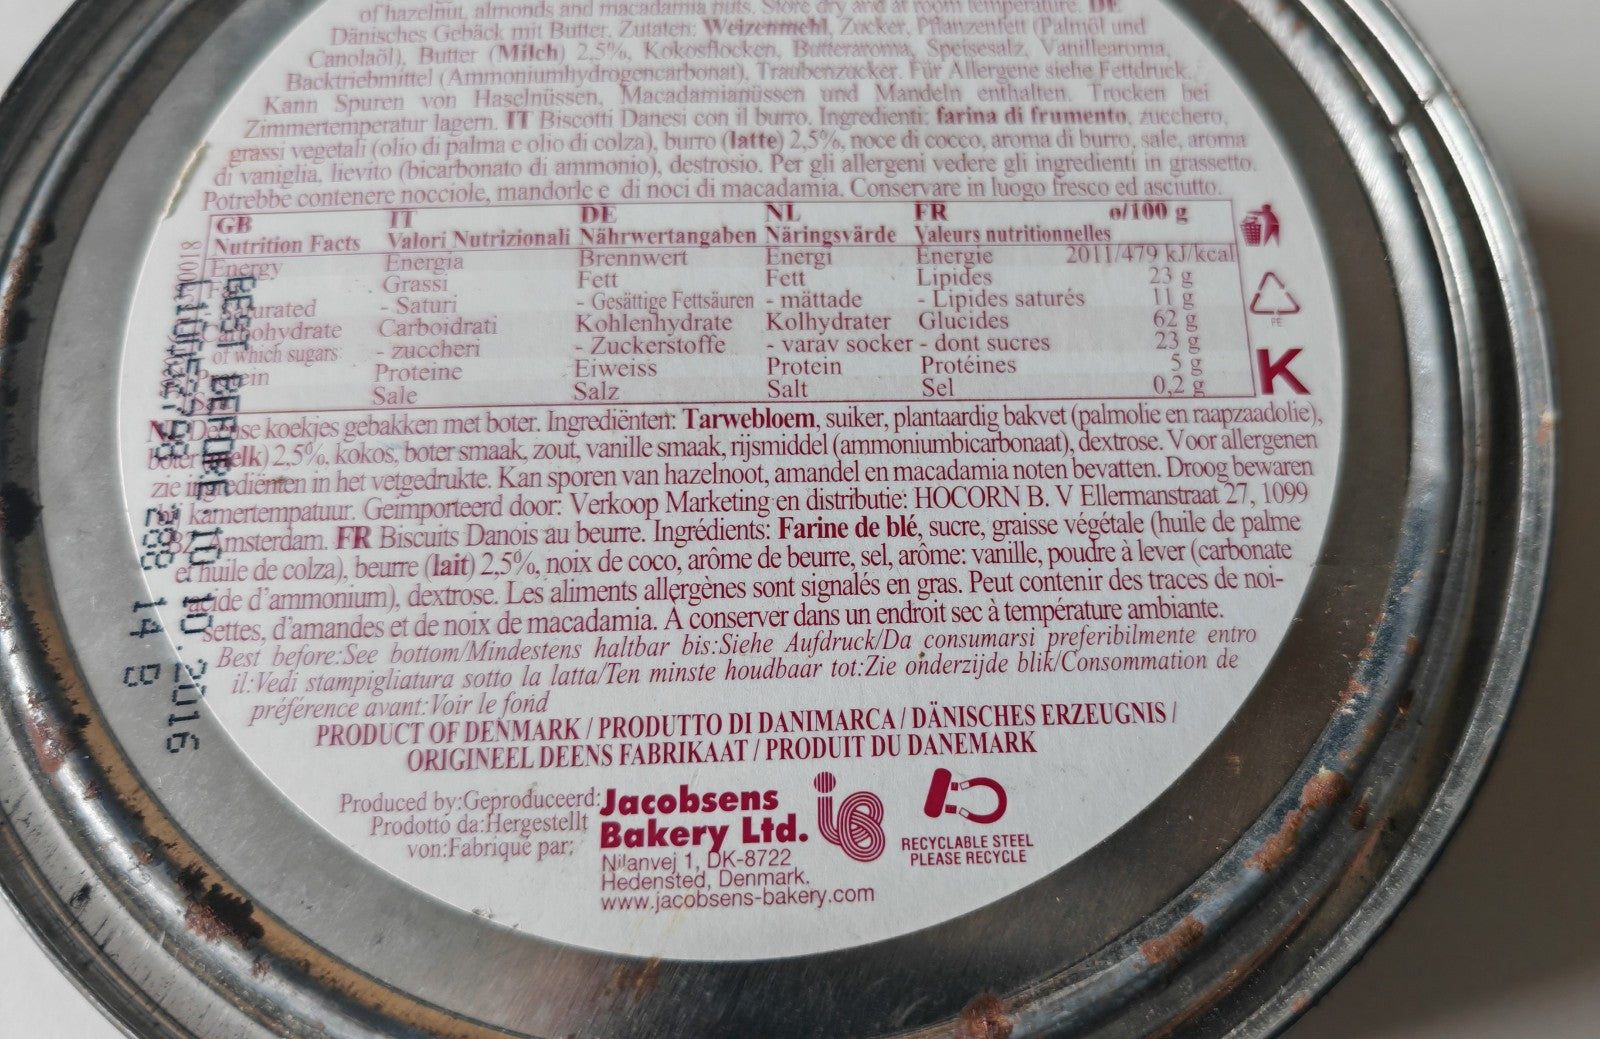 of hazelnut, almonds and macadamia nuts. Store dry and at room temperature. DE
Dänisches Gebäck mit Butter. Zutaten: Weizenmehl, Zucker, Pflanzenfett (Palmöl und
Canolaöl), Butter (Milch) 2,5%, Kokosflocken, Butteraroma, Speisesalz, Vanillearoma,
Backtriebmittel (Ammoniumhydrogencarbonat), Traubenzucker. Für Allergene siehe Fettdruck.
Kann Spuren von Haselnüssen, Macadamianüssen und Mandeln enthalten. Trocken bei
Zimmertemperatur lagern. IT Biscotti Danesi con il burro. Ingredienti: farina di frumento, zucchero,
grassi vegetali (olio di palma e olio di colza), burro (latte) 2,5%, noce di cocco, aroma di burro, sale, aroma
di vaniglia, lievito (bicarbonato di ammonio), destrosio. Per gli allergeni vedere gli ingredienti in grassetto.
Potrebbe contenere nocciole, mandorle e di noci di macadamia. Conservare in luogo fresco ed asciutto.
GB IT DE NL FR ø/100 g
Nutrition Facts Valori Nutrizionali Nährwertangaben Näringsvärde Valeurs nutritionnelles
Energy Energia Brennwert Energi Energie 2011/479 kJ/kcal
Grassi Fett Fett Lipides 23 g
- Saturi - Gesättige Fettsäuren - mättade - Lipides saturés 11 g
Carbohydrate Carboidrati Kohlenhydrate Kolhydrater Glucides 62 g
of which sugars - zuccheri - Zuckerstoffe - varav socker - dont sucres 23 g
Protein Proteine Eiweiss Protein Protéines 5 g
Sale Salz Salt Sel 0,2 g
PE
K
NL Deense koekjes gebakken met boter. Ingrediënten: Tarwebloem, suiker, plantaardig bakvet (palmolie en raapzaadolie),
boter (melk) 2,5%, kokos, boter smaak, zout, vanille smaak, rijsmiddel (ammoniumbicarbonaat), dextrose. Voor allergenen
zie ingrediënten in het vetgedrukte. Kan sporen van hazelnoot, amandel en macadamia noten bevatten. Droog bewaren
kamertempatuur. Geïmporteerd door: Verkoop Marketing en distributie: HOCORN B. V Ellermanstraat 27, 1099
Amsterdam. FR Biscuits Danois au beurre. Ingrédients: Farine de blé, sucre, graisse végétale (huile de palme
et huile de colza), beurre (lait) 2,5%, noix de coco, arôme de beurre, sel, arôme: vanille, poudre à lever (carbonate
acide d'ammonium), dextrose. Les aliments allergènes sont signalés en gras. Peut contenir des traces de noi-
settes, d'amandes et de noix de macadamia. A conserver dans un endroit sec à température ambiante.
Best before:See bottom/Mindestens haltbar bis:Siehe Aufdruck/Da consumarsi preferibilmente entro
il:Vedi stampigliatura sotto la latta/Ten minste houdbaar tot:Zie onderzijde blik/Consommation de
préférence avant:Voir le fond
PRODUCT OF DENMARK / PRODUTTO DI DANIMARCA / DÄNISCHES ERZEUGNIS /
ORIGINEEL DEENS FABRIKAAT / PRODUIT DU DANEMARK
Produced by:Geproduceerd:
Prodotto da:Hergestellt
von:Fabriqué par:
Jacobsens
Bakery Ltd.
Nilanvej 1, DK-8722
Hedensted, Denmark.
www.jacobsens-bakery.com
RECYCLABLE STEEL
PLEASE RECYCLE
BEST BEFORE:10.10.2016
288 14 B